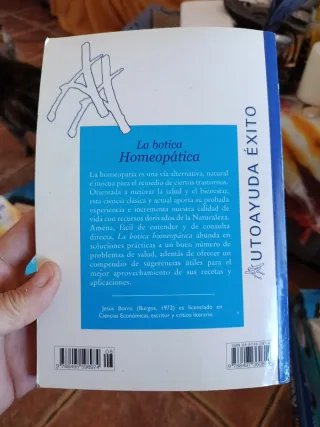 La botica
Homeopática
La homeopatía es una vía alternativa, natural
e inocua para el remedio de ciertos trastornos.
Orientada a mejorar la salud y el bienestar,
esta ciencia clásica y actual aporta su probada
experiencia e incrementa nuestra calidad de
vida con recursos derivados de la Naturaleza.
Amena, fácil de entender y de consulta
directa, La botica homeopática abunda en
soluciones prácticas a un buen número de
problemas de salud, además de ofrecer un
compendio de sugerencias útiles para el
mejor aprovechamiento de sus recetas y
aplicaciones.
(Burgos, 1972) es licenciado en
Ciencias Económicas, escritor y crítico literario.
AUTOAYUDA ÉXITO